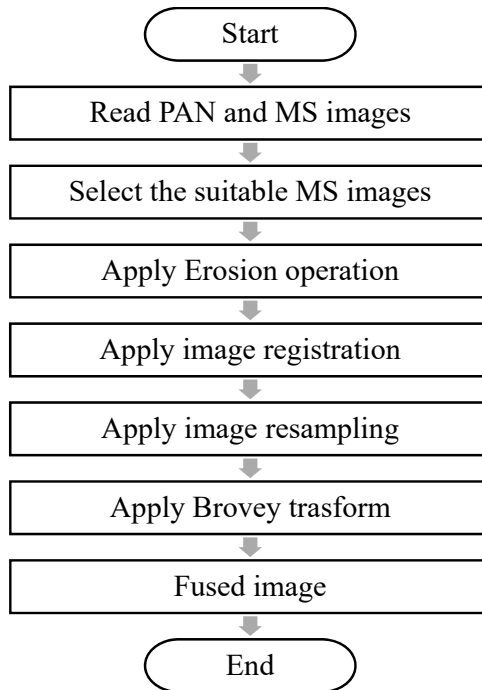 Start
Read PAN and MS images
Select the suitable MS images
Apply Erosion operation
Apply image registration
Apply image resampling
Apply Brovey trasform
Fused image
End